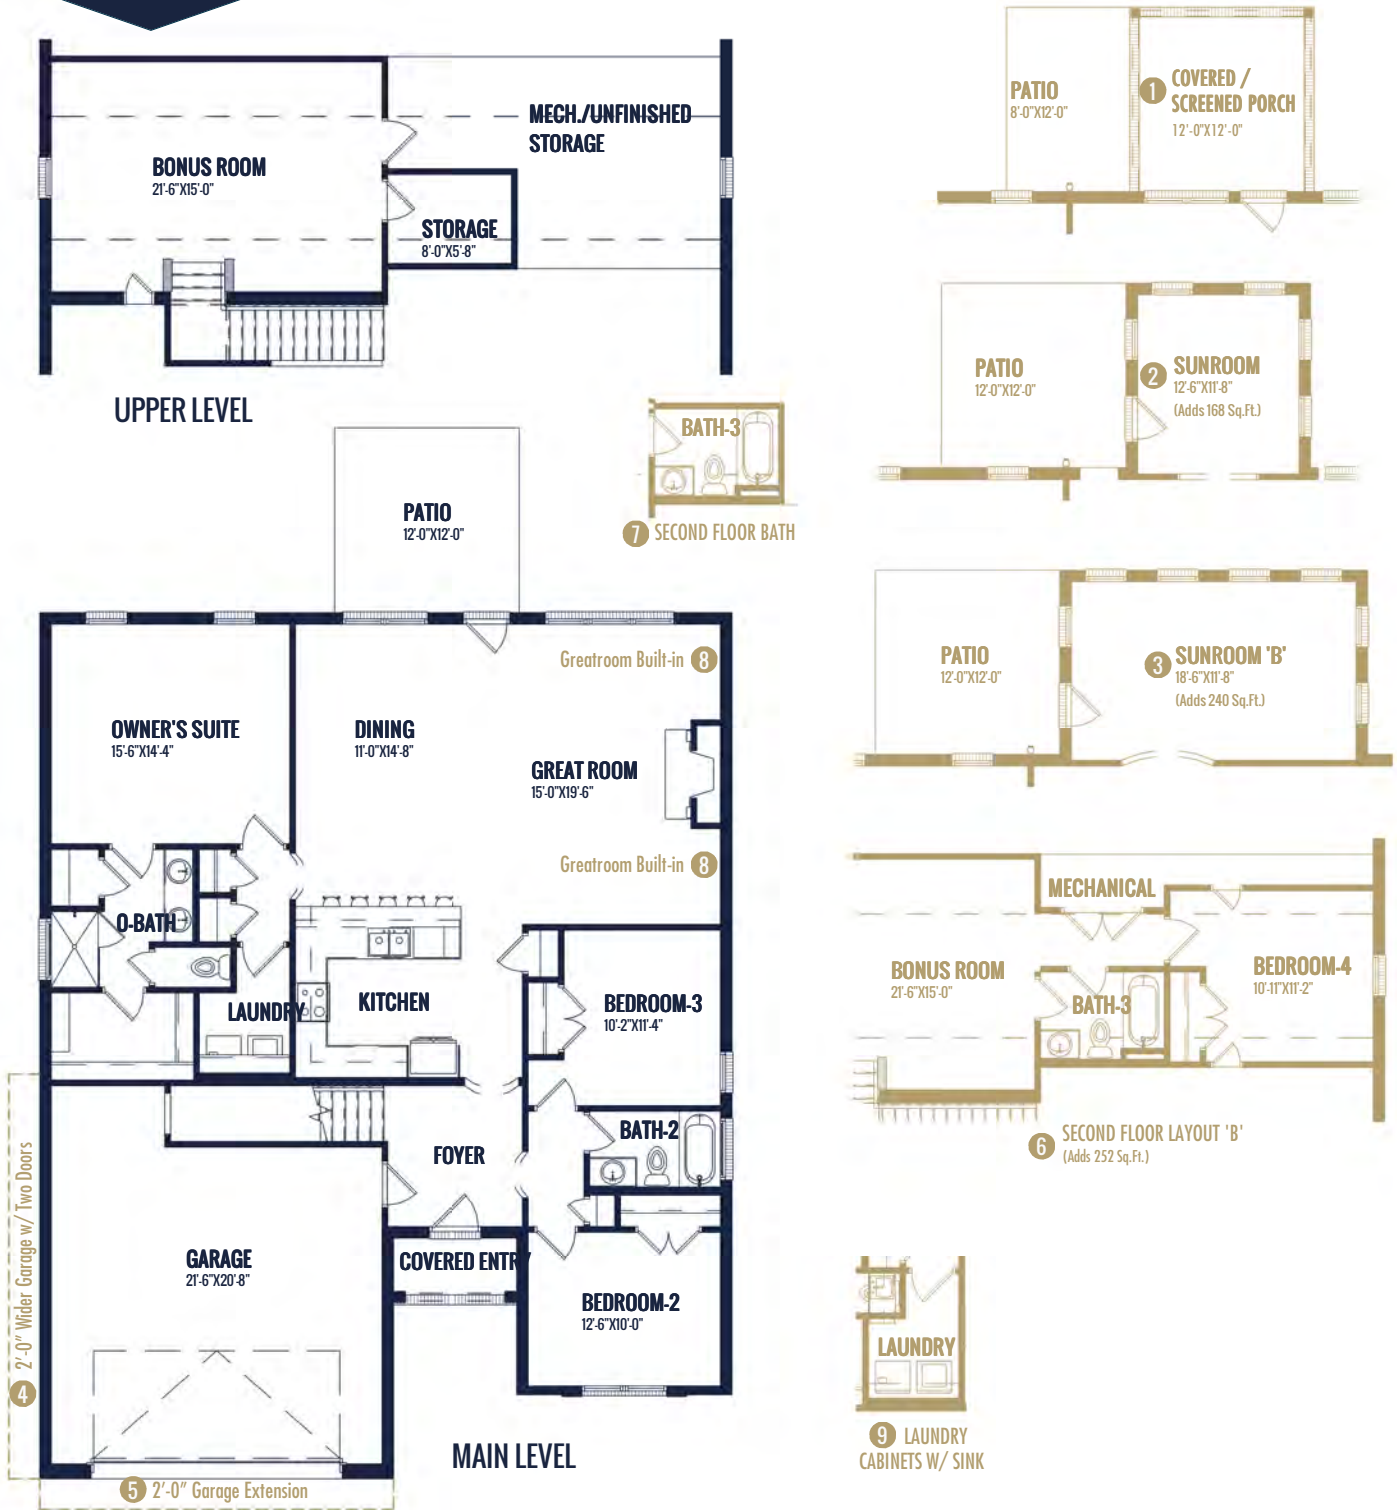 BONUS ROOM
21'-6"X15'-0"
MECH./UNFINISHED
STORAGE
STORAGE
8'-0"X5'-8"
UPPER LEVEL
PATIO
8'-0"X12'-0"
1 COVERED /
SCREENED PORCH
12'-0"X12'-0"
PATIO
12'-0"X12'-0"
2 SUNROOM
12'-6"X11'-8"
(Adds 168 Sq.Ft.)
BATH-3
7 SECOND FLOOR BATH
PATIO
12'-0"X12'-0"
PATIO
12'-0"X12'-0"
3 SUNROOM 'B'
18'-6"X11'-8"
(Adds 240 Sq.Ft.)
Greatroom Built-in 8
OWNER'S SUITE
15'-6"X14'-4"
DINING
11'-0"X14'-8"
GREAT ROOM
15'-0"X19'-6"
Greatroom Built-in 8
O-BATH
LAUNDRY
KITCHEN
BEDROOM-3
10'-2"X11'-4"
BATH-2
FOYER
GARAGE
21'-6"X20'-8"
COVERED ENTRY
BEDROOM-2
12'-6"X10'-0"
4 2'-0" Wider Garage w/ Two Doors
5 2'-0" Garage Extension
MAIN LEVEL
MECHANICAL
BONUS ROOM
21'-6"X15'-0"
BATH-3
BEDROOM-4
10'-11"X11'-2"
6 SECOND FLOOR LAYOUT 'B'
(Adds 252 Sq.Ft.)
LAUNDRY
9 LAUNDRY
CABINETS W/ SINK